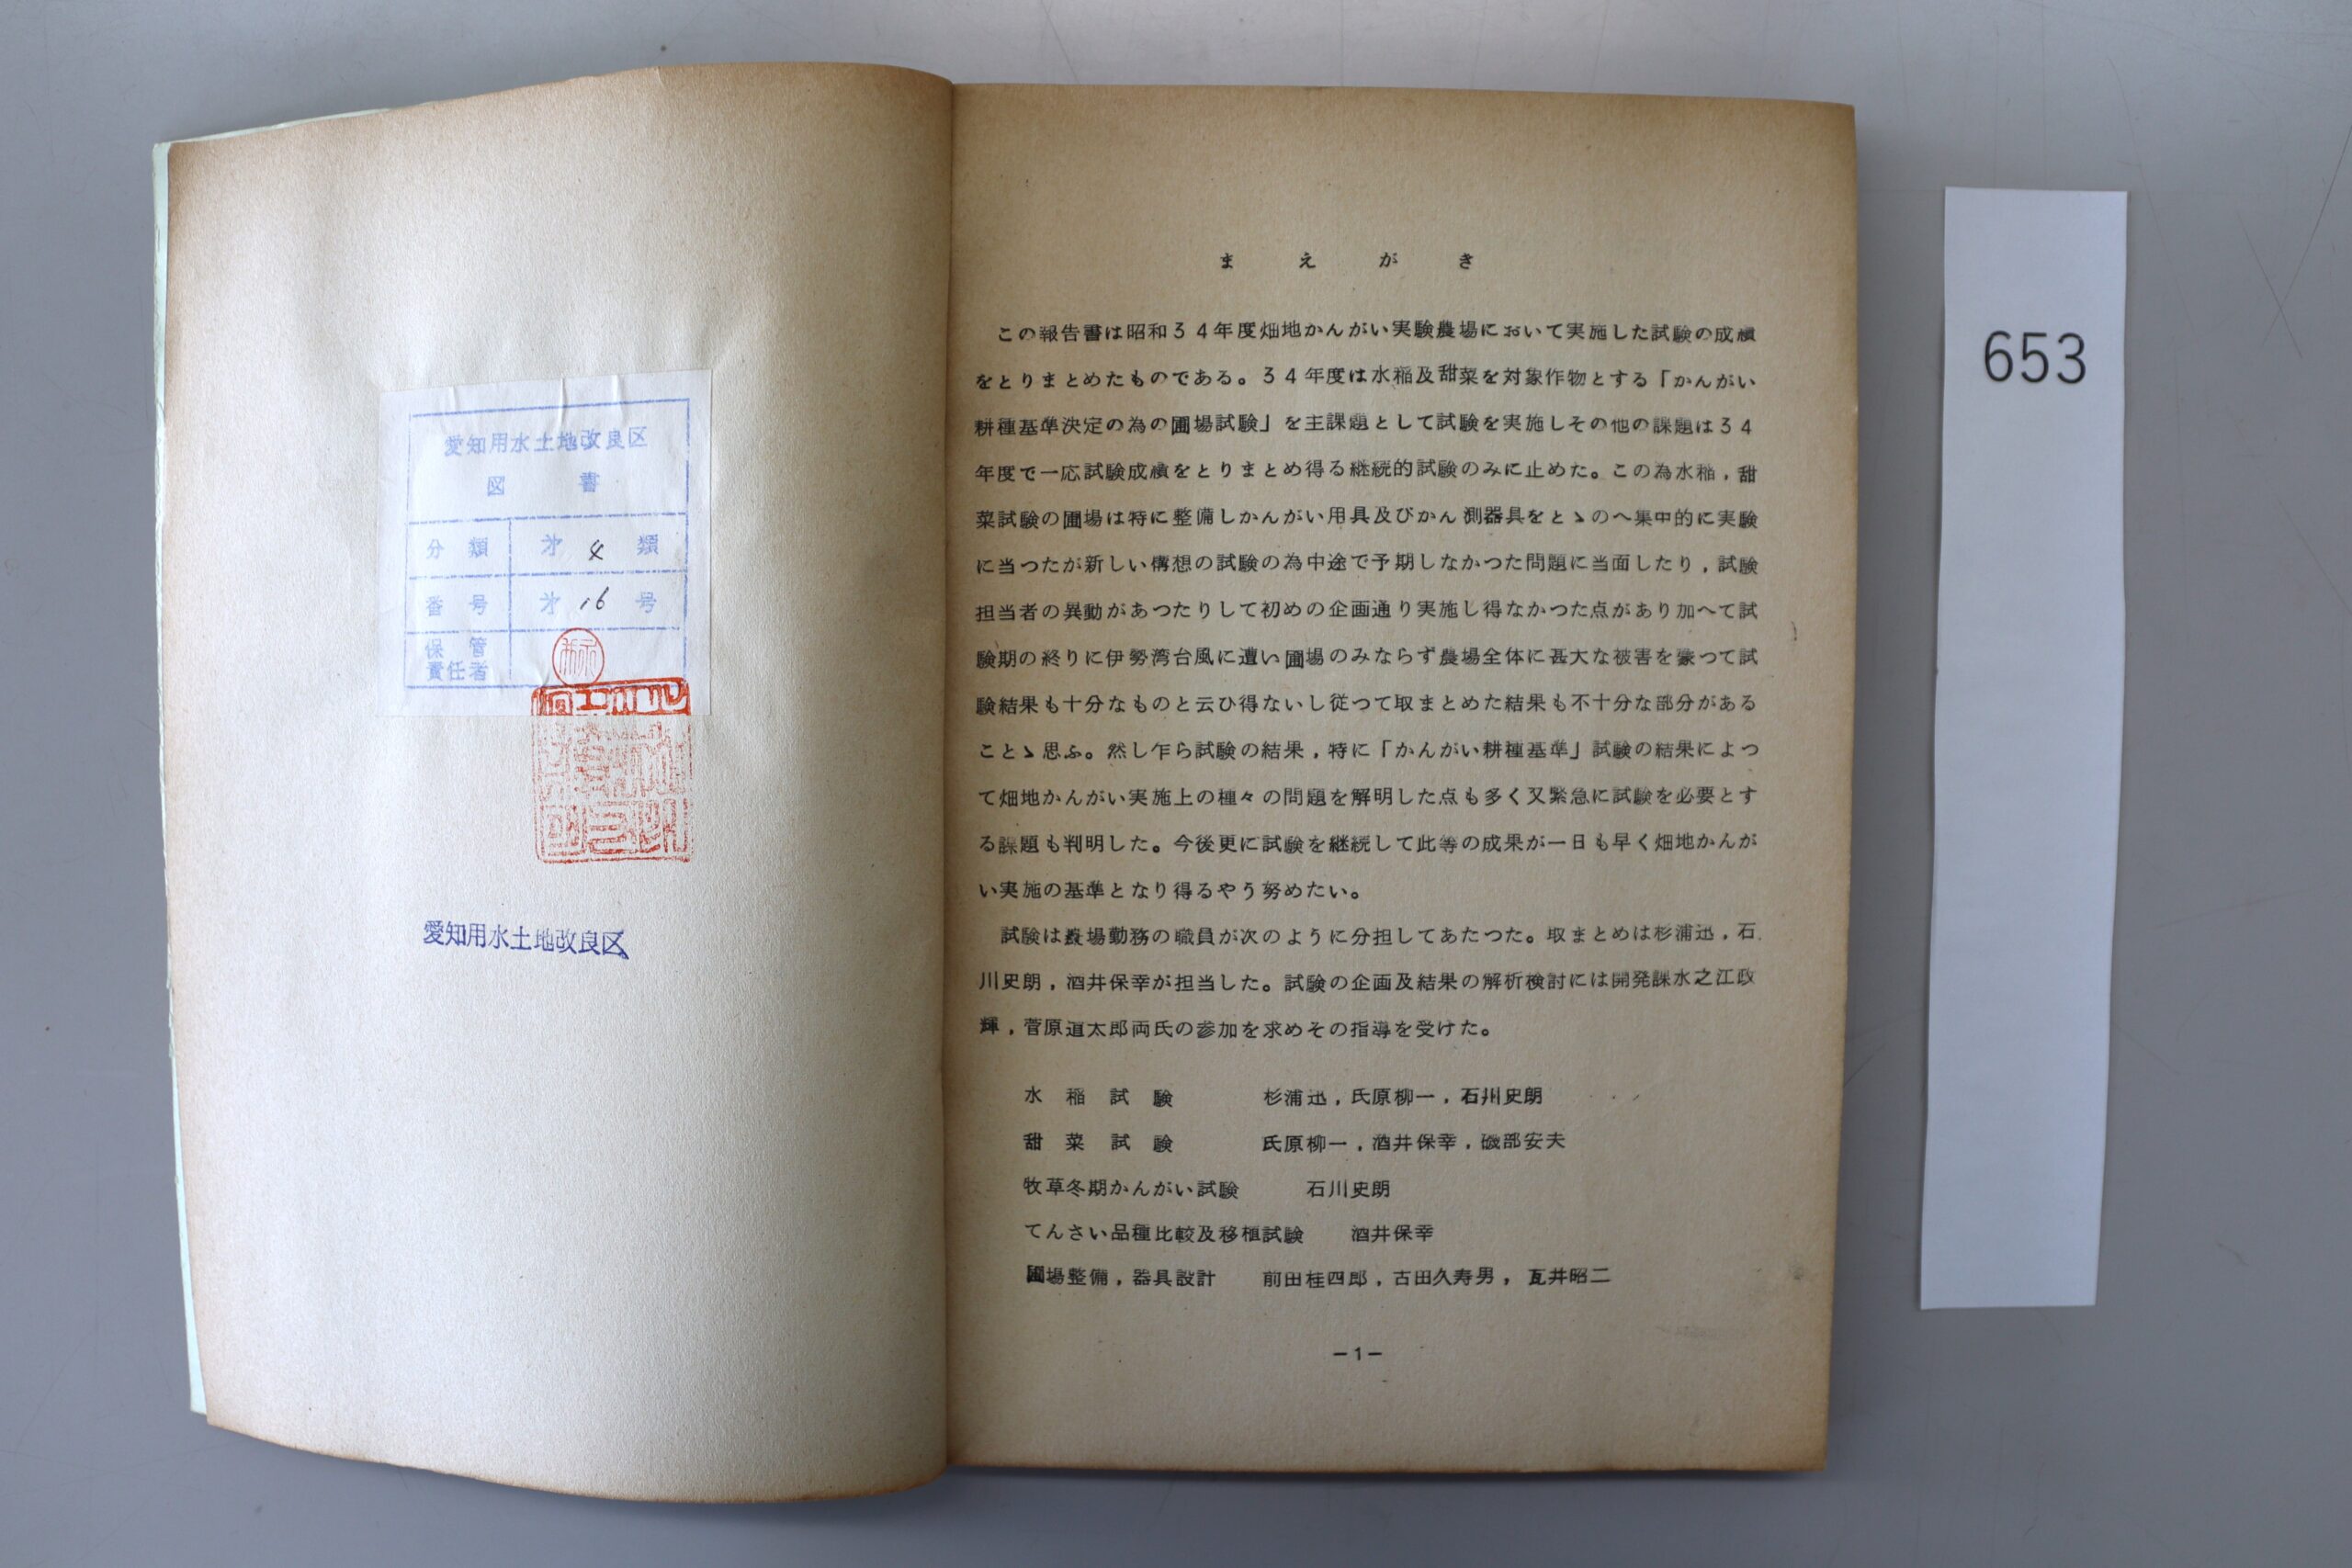 愛知用水土地改良区
図書
分類 才 4 類
番号 才 16 号
保管
責任者
愛知用水土地改良区
まえがき
この報告書は昭和34年度畑地かんがい実験農場において実施した試験の成績
をとりまとめたものである。34年度は水稲及甜菜を対象作物とする「かんがい
耕種基準決定の為の圃場試験」を主課題として試験を実施しその他の課題は34
年度で一応試験成績をとりまとめ得る継続的試験のみに止めた。この為水稲,甜
菜試験の圃場は特に整備しかんがい用具及びかん測器具をとゝのへ集中的に実験
に当つたが新しい構想の試験の為中途で予期しなかつた問題に当面したり,試験
担当者の異動があつたりして初めの企画通り実施し得なかつた点があり加へて試
験期の終りに伊勢湾台風に遭い圃場のみならず農場全体に甚大な被害を蒙つて試
験結果も十分なものと云ひ得ないし従つて取まとめた結果も不十分な部分がある
ことゝ思ふ。然し乍ら試験の結果,特に「かんがい耕種基準」試験の結果によつ
て畑地かんがい実施上の種々の問題を解明した点も多く又緊急に試験を必要とす
る課題も判明した。今後更に試験を継続して此等の成果が一日も早く畑地かんが
い実施の基準となり得るやう努めたい。
試験は農場勤務の職員が次のように分担してあたつた。取まとめは杉浦迅,石
川史朗,酒井保幸が担当した。試験の企画及結果の解析検討には開発課水之江政
輝,菅原道太郎両氏の参加を求めその指導を受けた。
水稲試験 杉浦迅,氏原柳一,石川史朗
甜菜試験 氏原柳一,酒井保幸,磯部安夫
牧草冬期かんがい試験 石川史朗
てんさい品種比較及移植試験 酒井保幸
圃場整備,器具設計 前田桂四郎,古田久寿男,瓦井昭二
-1-
653